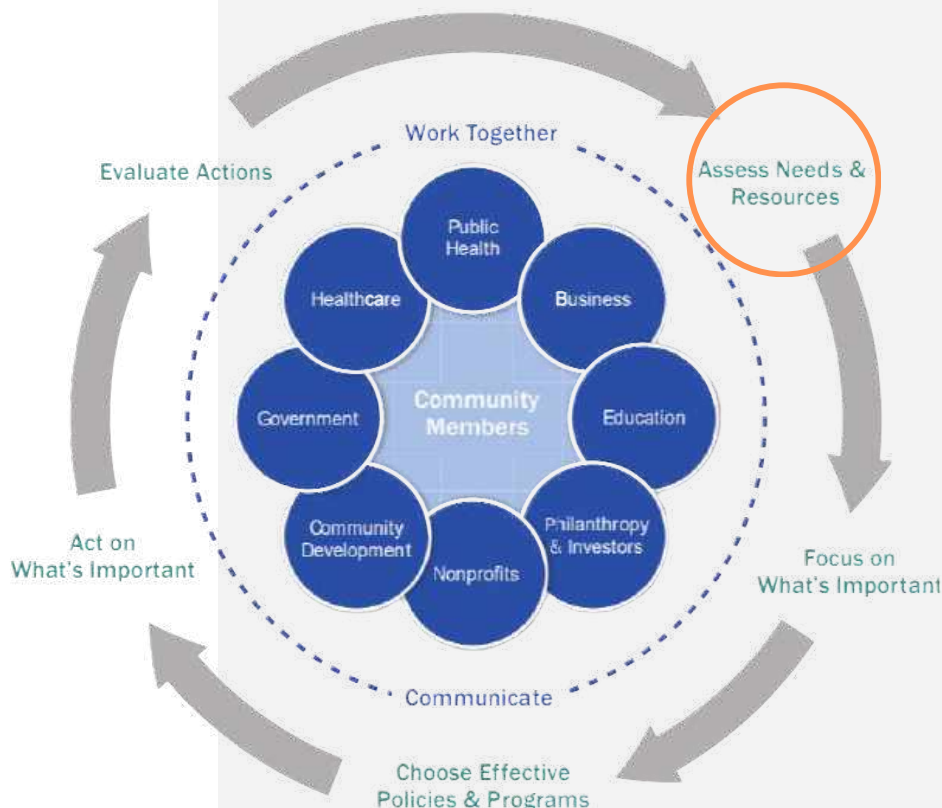 Work Together
Evaluate Actions
Assess Needs &
Resources
Public
Health
Healthcare
Business
Government
Community
Members
Education
Community
Development
Philanthropy
& Investors
Nonprofits
Act on
What's Important
Focus on
What's Important
Communicate
Choose Effective
Policies & Programs